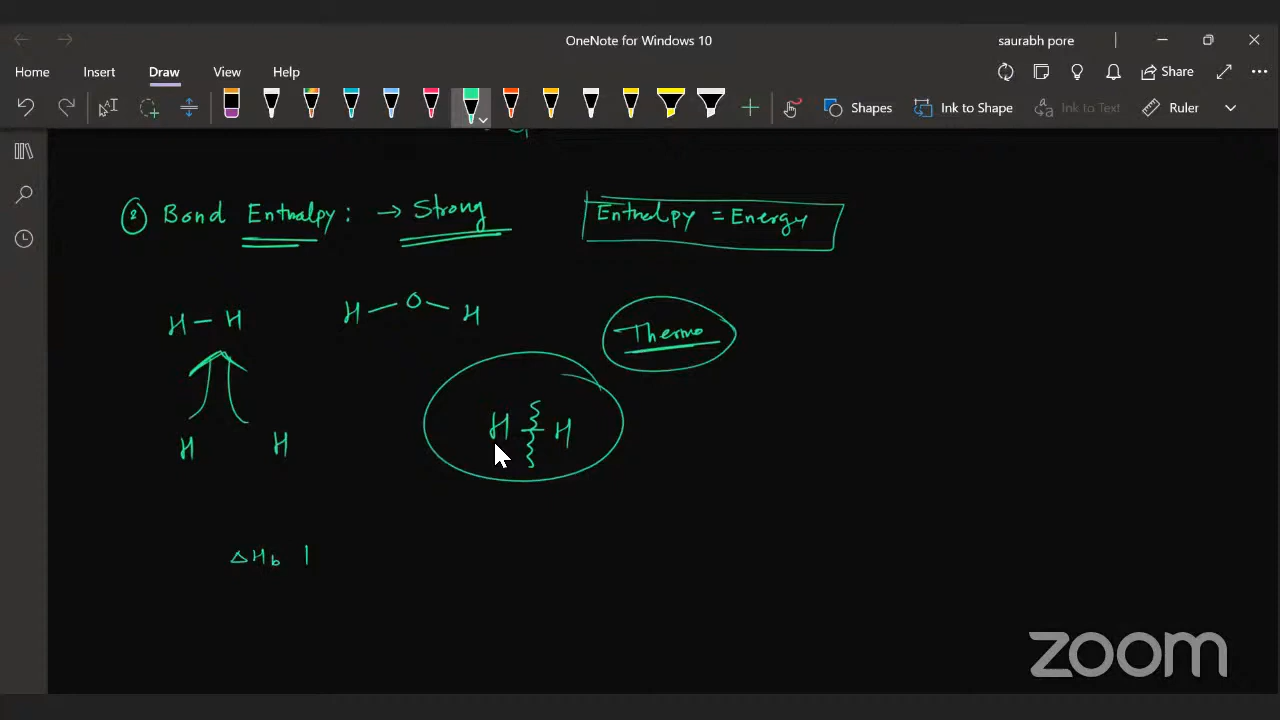 OneNote for Windows 10
saurabh pore
Home Insert Draw View Help
Share
Shapes Ink to Shape Ink to Text Ruler
② Bond Enthalpy: → Strong
Enthalpy = Energy
H — H
H — O — H
Thermo
H H
H — H
ΔHb |
zoom